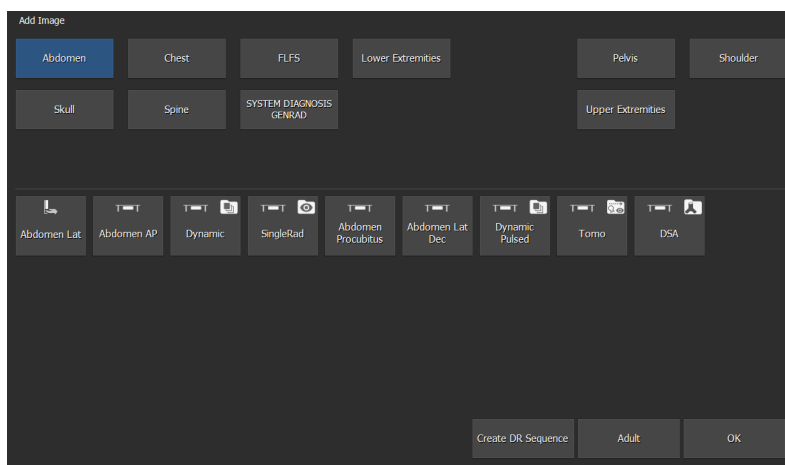 Add Image
Abdomen
Chest
FLFS
Lower Extremities
Pelvis
Shoulder
Skull
Spine
SYSTEM DIAGNOSIS
GENRAD
Upper Extremities
Abdomen Lat
Abdomen AP
Dynamic
SingleRad
Abdomen
Procubitus
Abdomen Lat
Dec
Dynamic
Pulsed
Tomo
DSA
Create DR Sequence
Adult
OK